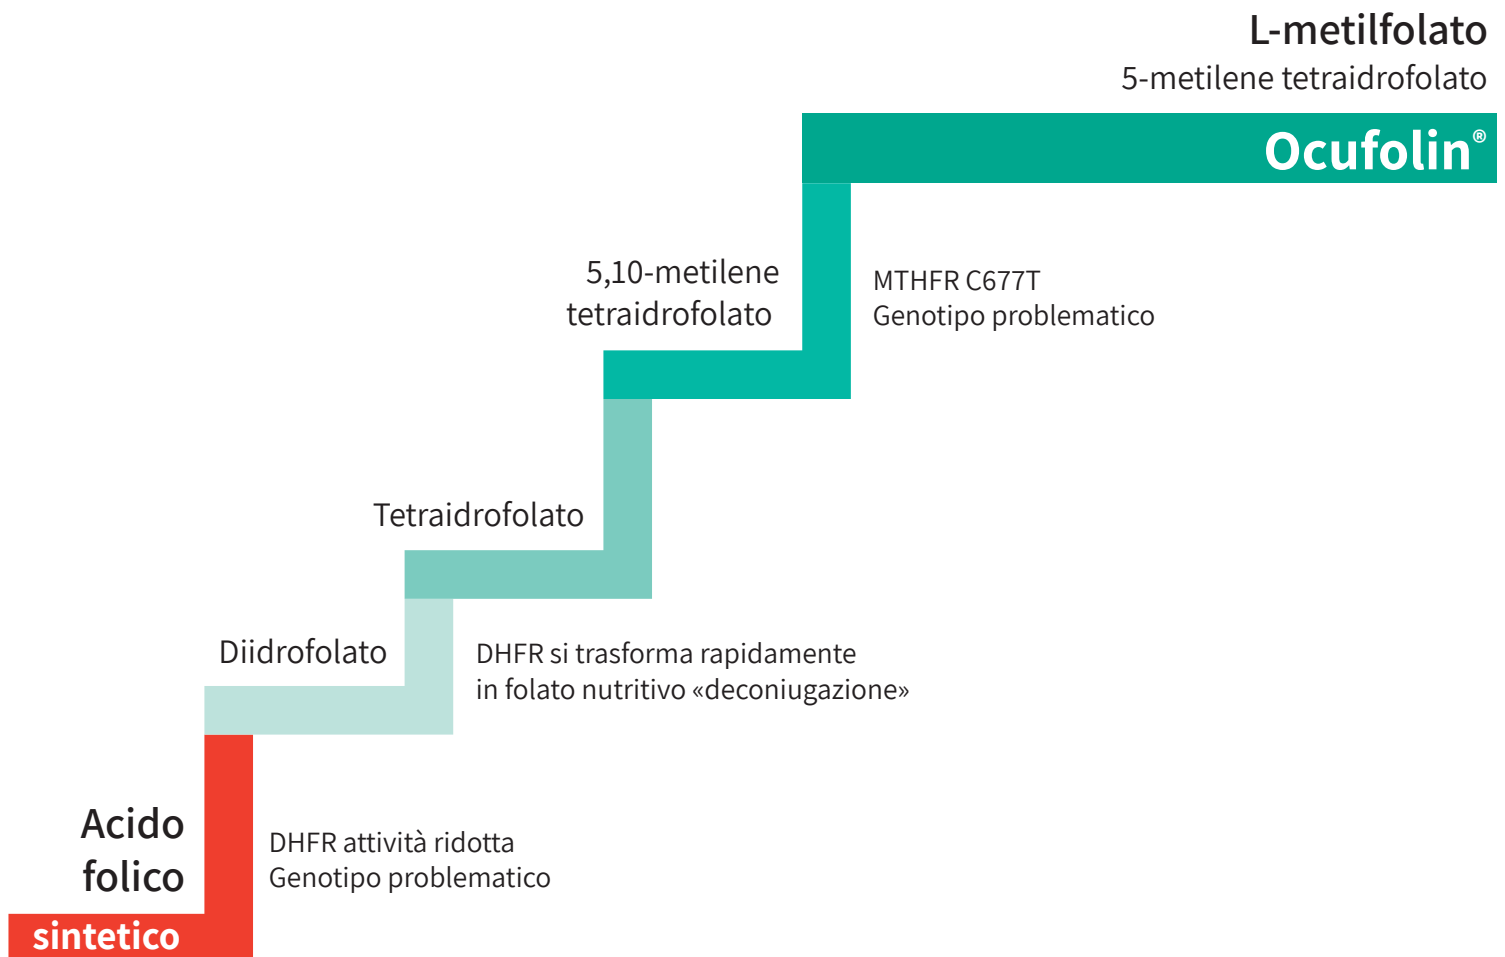 L-metilfolato
5-metilene tetraidrofolato
Ocufolin®
5,10-metilene
tetraidrofolato
MTHFR C677T
Genotipo problematico
Tetraidrofolato
Diidrofolato
DHFR si trasforma rapidamente
in folato nutritivo «deconiugazione»
Acido
folico
sintetico
DHFR attività ridotta
Genotipo problematico